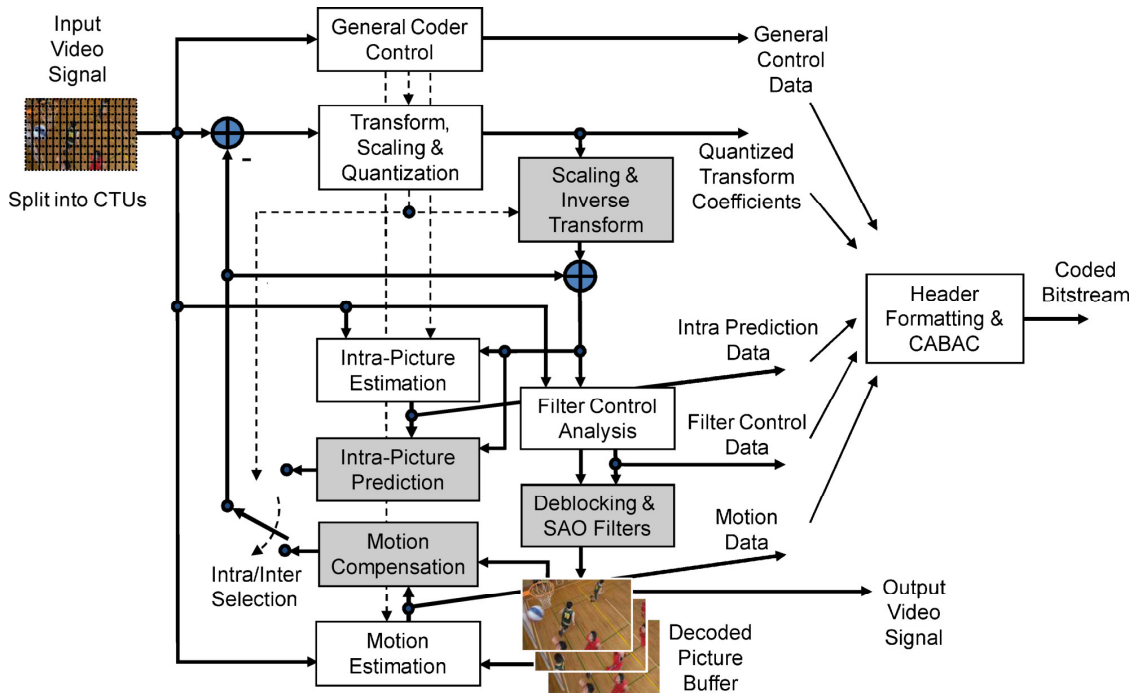 Input
Video
Signal
Split into CTUs
General Coder
Control
Transform,
Scaling &
Quantization
-
Scaling &
Inverse
Transform
General
Control
Data
Quantized
Transform
Coefficients
Intra-Picture
Estimation
Intra-Picture
Prediction
Filter Control
Analysis
Deblocking &
SAO Filters
Motion
Compensation
Motion
Estimation
Intra/Inter
Selection
Intra Prediction
Data
Filter Control
Data
Motion
Data
Header
Formatting &
CABAC
Coded
Bitstream
Output
Video
Signal
Decoded
Picture
Buffer